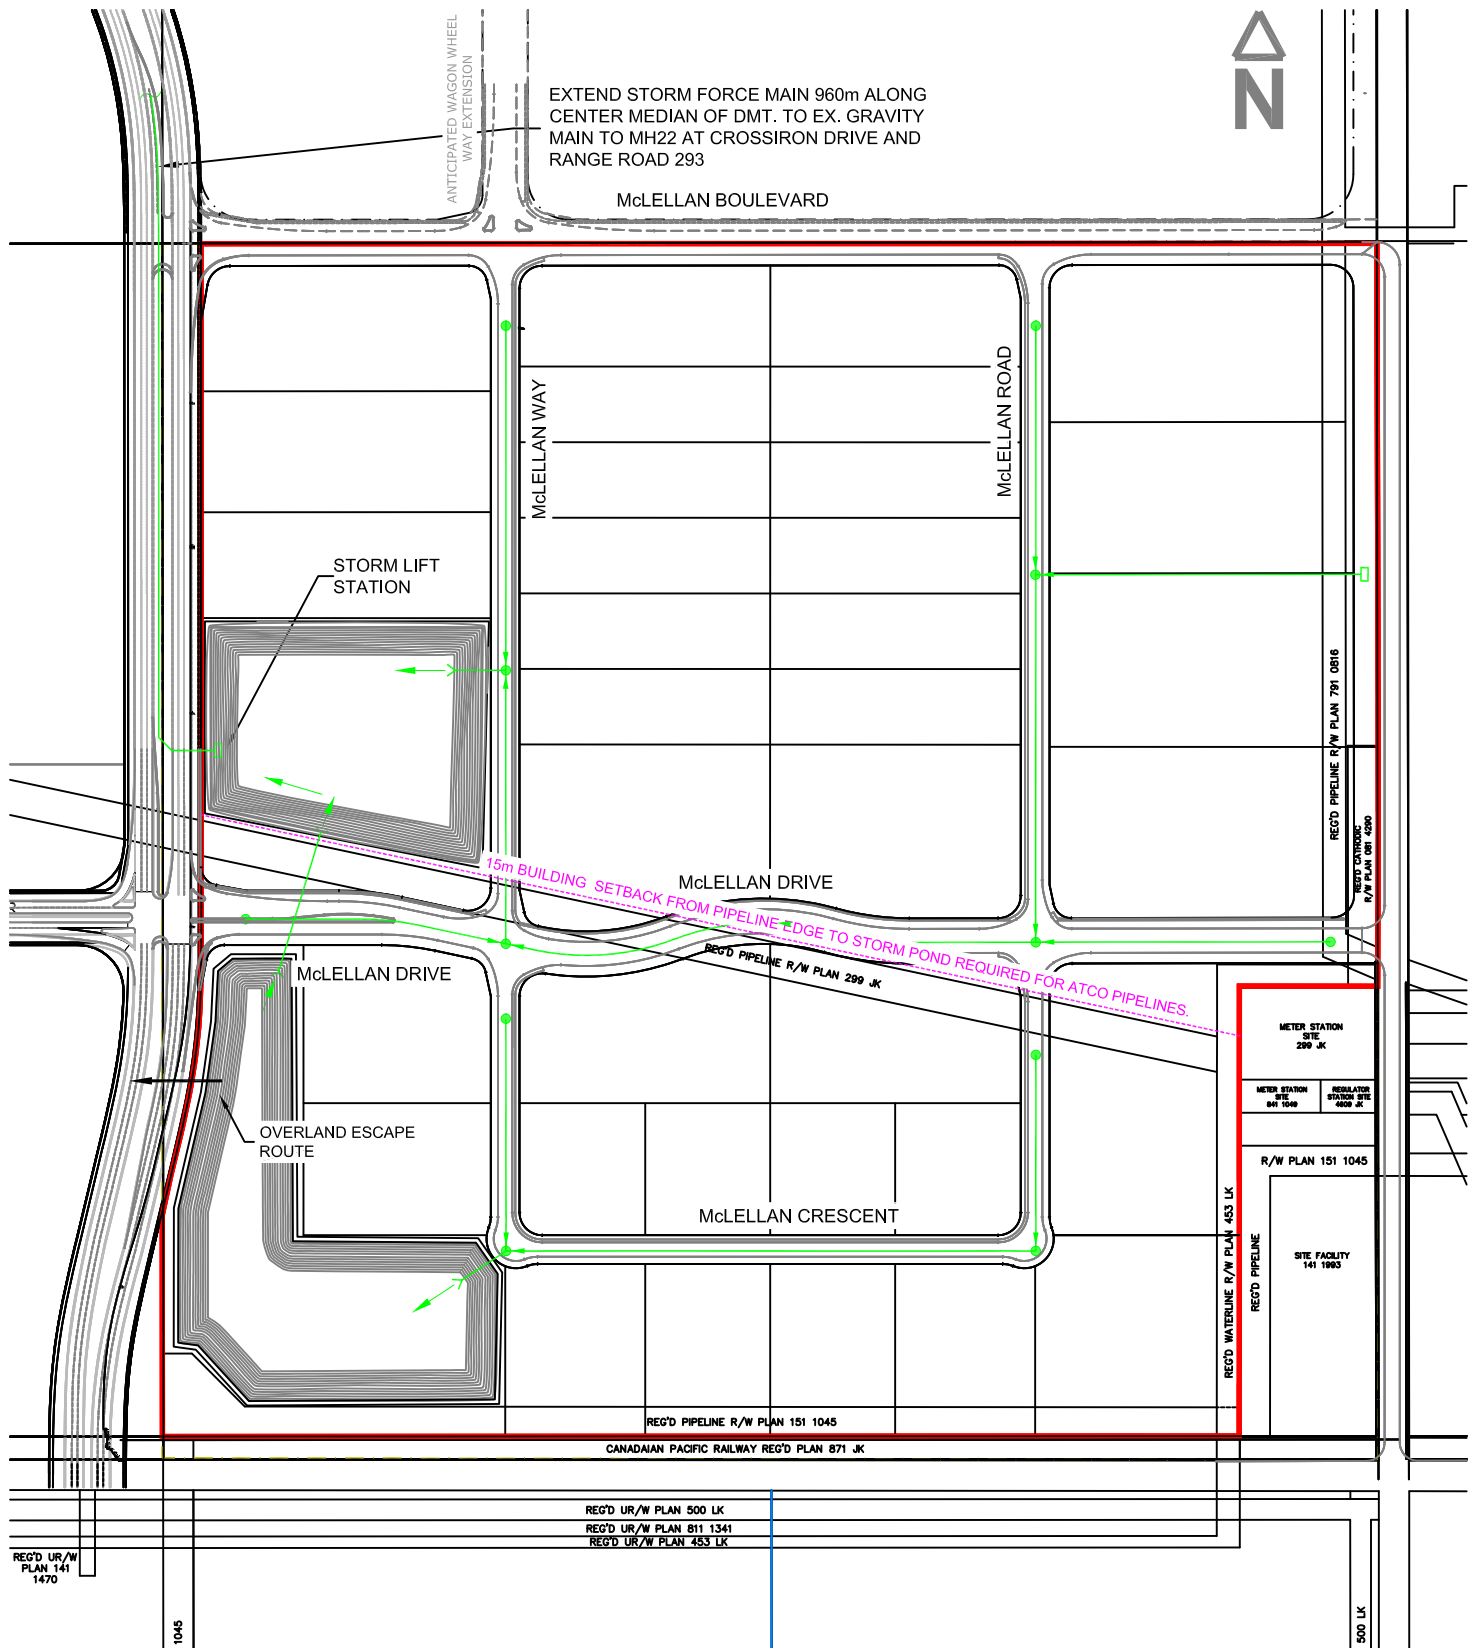 ANTICIPATED WAGON WHEEL
WAY EXTENSION
EXTEND STORM FORCE MAIN 960m ALONG
CENTER MEDIAN OF DMT. TO EX. GRAVITY
MAIN TO MH22 AT CROSSIRON DRIVE AND
RANGE ROAD 293
N
McLELLAN BOULEVARD
McLELLAN WAY
McLELLAN ROAD
STORM LIFT
STATION
REG'D PIPELINE R/W PLAN 791 0816
REG'D CATHODIC
R/W PLAN 081 4290
15m BUILDING SETBACK FROM PIPELINE EDGE TO STORM POND REQUIRED FOR ATCO PIPELINES.
McLELLAN DRIVE
REG'D PIPELINE R/W PLAN 299 JK
McLELLAN DRIVE
METER STATION
SITE
299 JK
METER STATION
SITE
841 1049
REGULATOR
STATION SITE
4609 JK
OVERLAND ESCAPE
ROUTE
R/W PLAN 151 1045
McLELLAN CRESCENT
REG'D WATERLINE R/W PLAN 453 LK
REG'D PIPELINE
SITE FACILITY
141 1993
REG'D PIPELINE R/W PLAN 151 1045
CANADAIAN PACIFIC RAILWAY REG'D PLAN 871 JK
REG'D UR/W PLAN 500 LK
REG'D UR/W PLAN 811 1341
REG'D UR/W PLAN 453 LK
REG'D UR/W
PLAN 141
1470
1045
500 LK